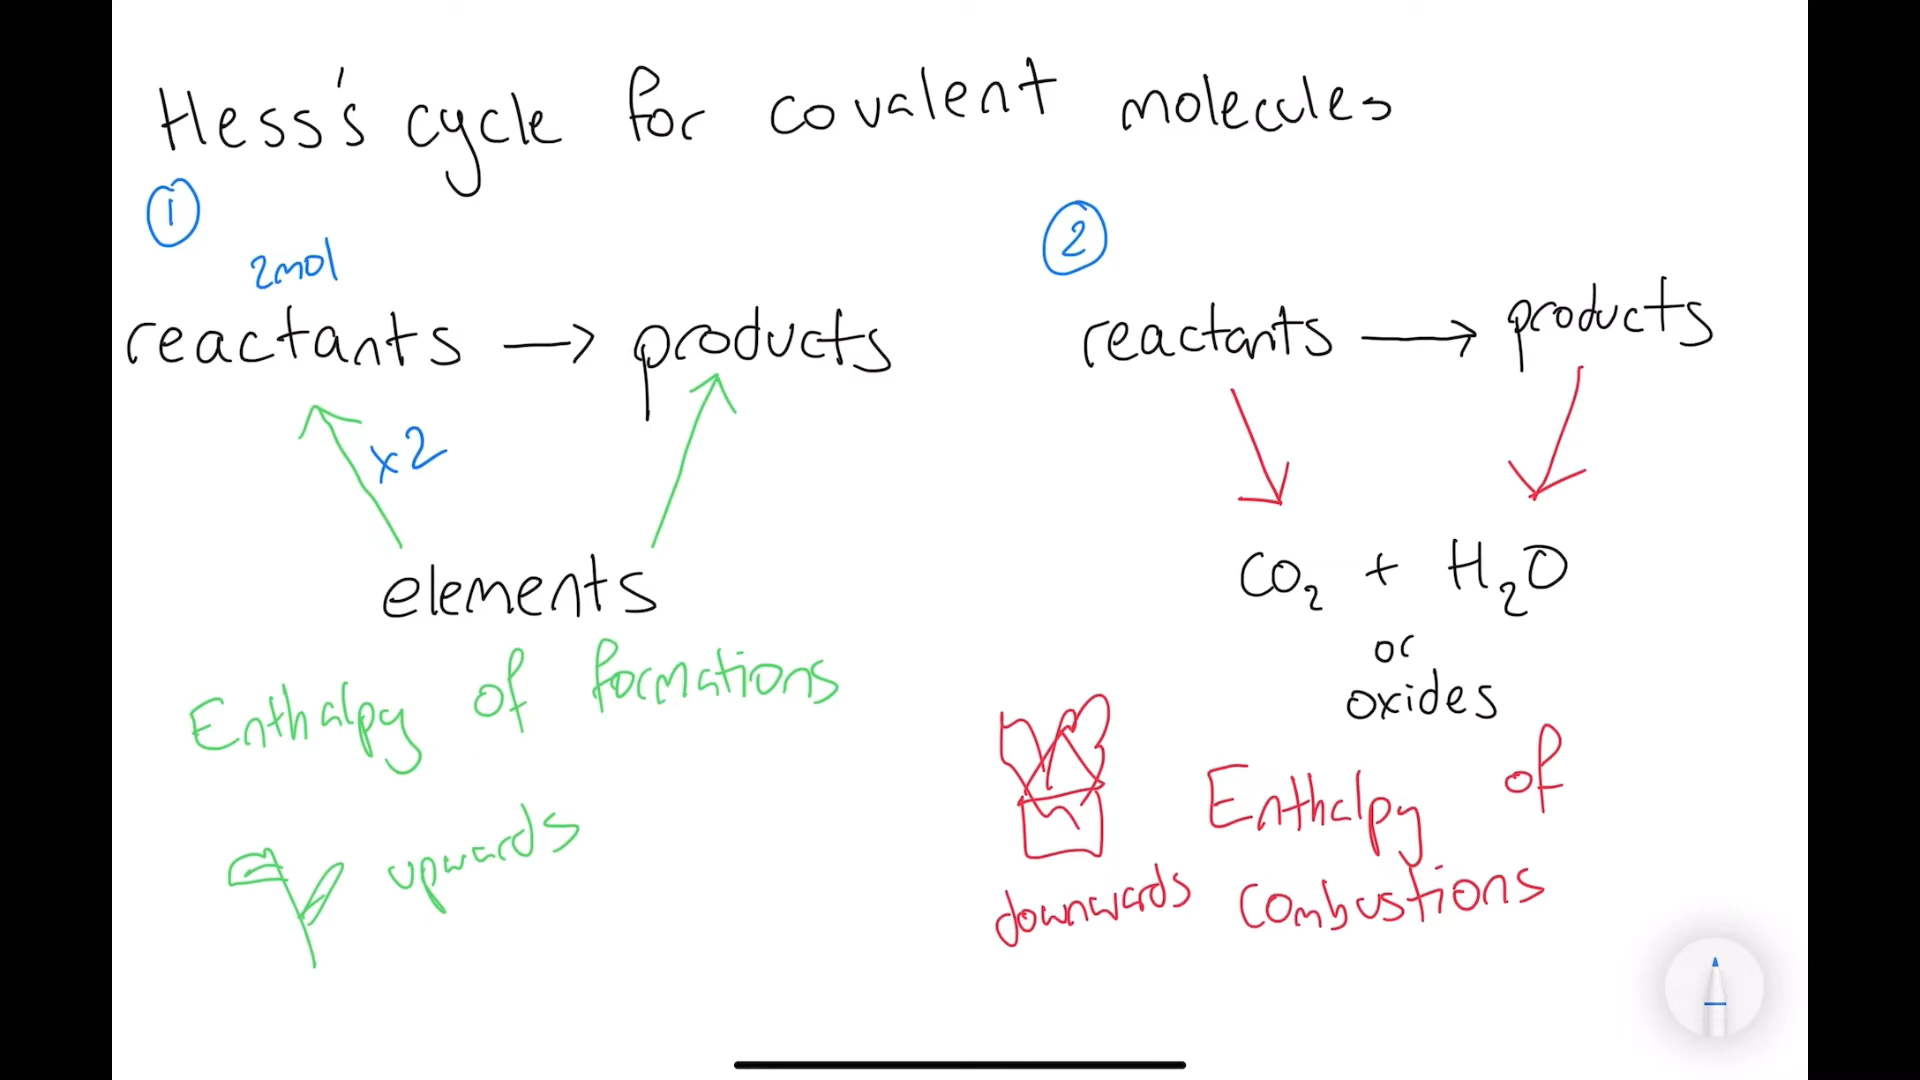 Hess's cycle for covalent molecules
1
2mol
reactants → products
x2
elements
Enthalpy of formations
upwards
2
reactants → products
CO₂ + H₂O
or
oxides
Enthalpy of
combustions
downwards